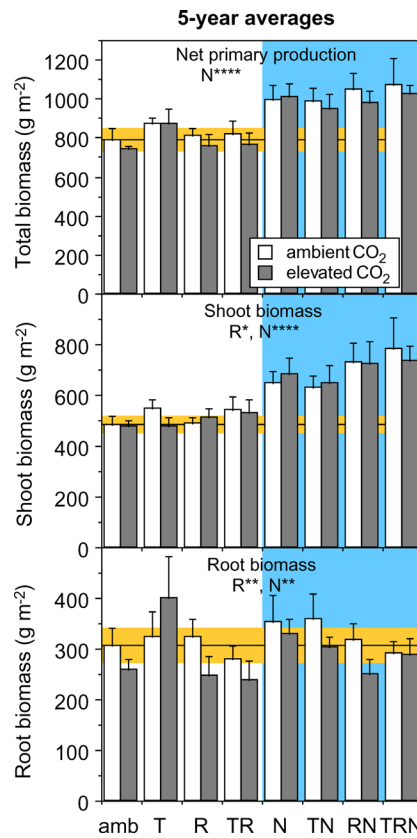 5-year averages
Net primary production
N****
1200
1000
800
600
400
200
0
Total biomass (g m-2)
ambient CO2
elevated CO2
Shoot biomass
R*, N****
800
600
400
200
0
Shoot biomass (g m-2)
Root biomass
R**, N**
400
300
200
100
0
Root biomass (g m-2)
amb T R TR N TN RN TRN